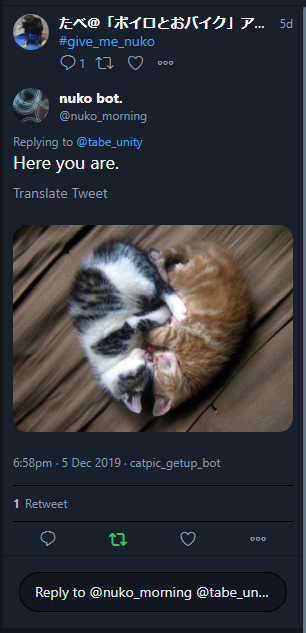 たべ@「ボイロとおバイク」ア... 5d
#give_me_nuko
1
nuko bot.
@nuko_morning
Replying to @tabe_unity
Here you are.
Translate Tweet
6:58pm · 5 Dec 2019 · catpic_getup_bot
1 Retweet
Reply to @nuko_morning @tabe_un...